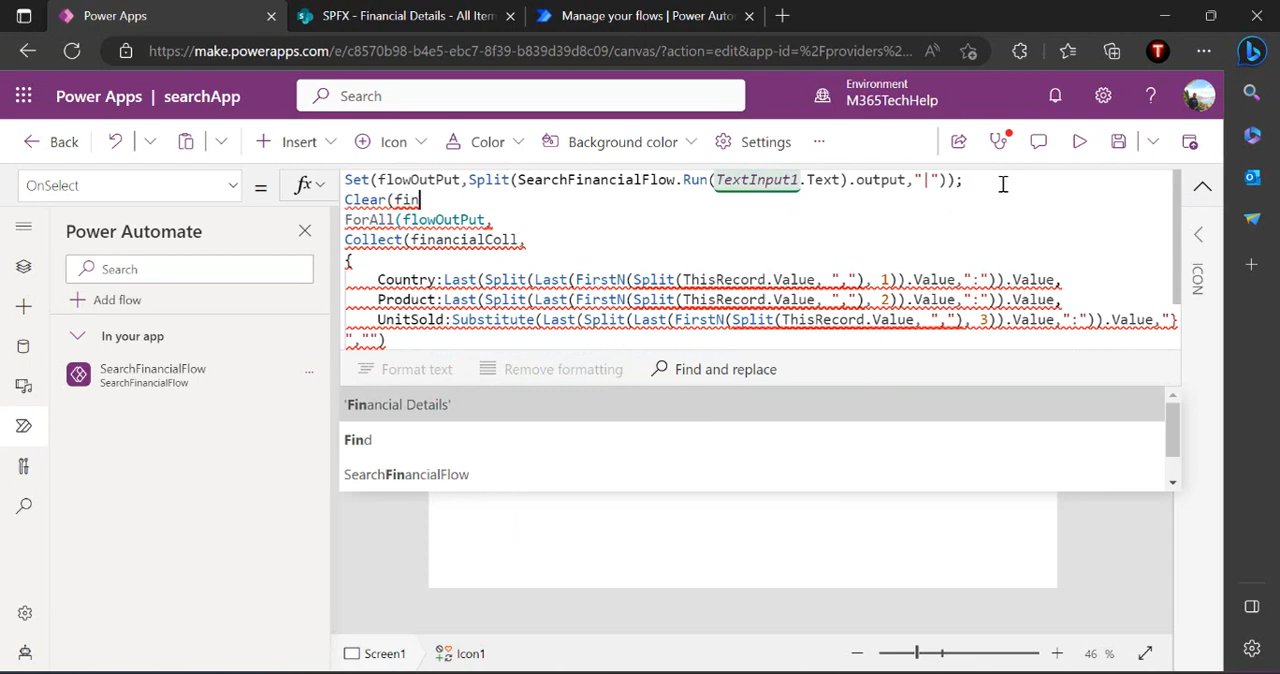 Power Apps
SPFX - Financial Details - All Item
Manage your flows | Power Auto
https://make.powerapps.com/e/c8570b98-b4e5-ebc7-8f39-b839d39d8c09/canvas/?action=edit&app-id=%2Fproviders%2...
Power Apps | searchApp
Search
Environment
M365TechHelp
Back
Insert
Icon
Color
Background color
Settings
OnSelect
=
fx
Set(flowOutPut,Split(SearchFinancialFlow.Run(TextInput1.Text).output,"|"));
Clear(fin
ForAll(flowOutPut,
Collect(financialColl,
{
Country:Last(Split(Last(FirstN(Split(ThisRecord.Value, ","), 1)).Value,":")).Value,
Product:Last(Split(Last(FirstN(Split(ThisRecord.Value, ","), 2)).Value,":")).Value,
UnitSold:Substitute(Last(Split(Last(FirstN(Split(ThisRecord.Value, ","), 3)).Value,":")).Value,"}
","")
Format text
Remove formatting
Find and replace
'Financial Details'
Find
SearchFinancialFlow
Power Automate
Search
Add flow
In your app
SearchFinancialFlow
SearchFinancialFlow
ICON
Screen1
Icon1
46 %